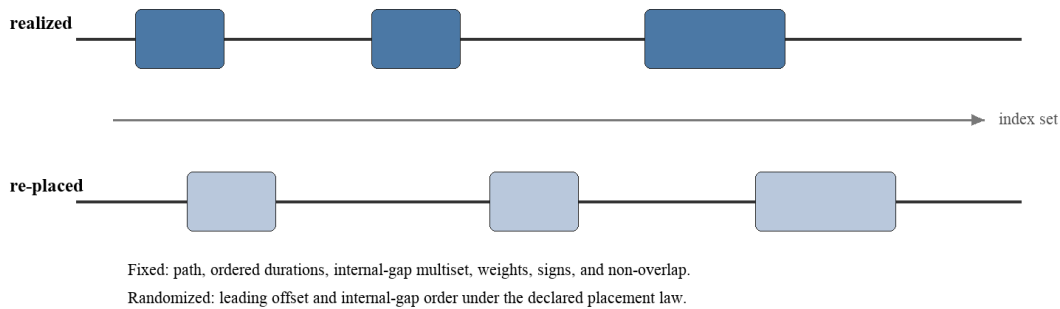 realized
index set
re-placed
Fixed: path, ordered durations, internal-gap multiset, weights, signs, and non-overlap.
Randomized: leading offset and internal-gap order under the declared placement law.